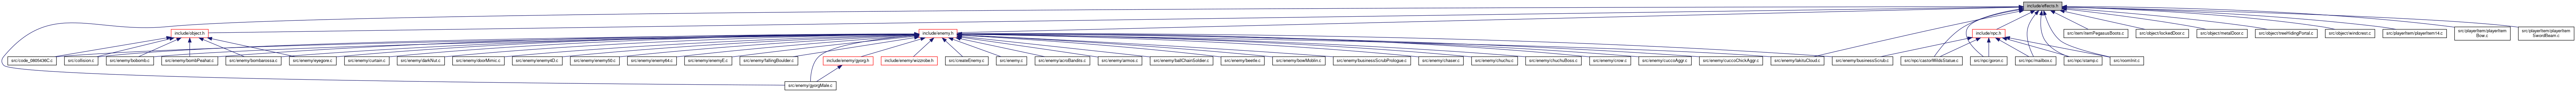 include/effects.h
include/object.h
include/enemy.h
include/npc.h
src/item/itemPegasusBoots.c
src/object/lockedDoor.c
src/object/metalDoor.c
src/object/treeHidingPortal.c
src/object/windcrest.c
src/playerItem/playerItem14.c
src/playerItem/playerItem
Bow.c
src/playerItem/playerItem
SwordBeam.c
src/code_0805436C.c
src/collision.c
src/enemy/bobomb.c
src/enemy/bombPeahat.c
src/enemy/bombarossa.c
src/enemy/eyegore.c
src/enemy/curtain.c
src/enemy/darkNut.c
src/enemy/doorMimic.c
src/enemy/enemy4D.c
src/enemy/enemy50.c
src/enemy/enemy64.c
src/enemy/enemyE.c
src/enemy/fallingBoulder.c
include/enemy/gyorg.h
include/enemy/wizzrobe.h
src/createEnemy.c
src/enemy.c
src/enemy/acroBandits.c
src/enemy/armos.c
src/enemy/ballChainSoldier.c
src/enemy/beetle.c
src/enemy/bowMoblin.c
src/enemy/businessScrubPrologue.c
src/enemy/chaser.c
src/enemy/chuchu.c
src/enemy/chuchuBoss.c
src/enemy/crow.c
src/enemy/cuccoAggr.c
src/enemy/cuccoChickAggr.c
src/enemy/lakituCloud.c
src/enemy/businessScrub.c
src/npc/castorWildsStatue.c
src/npc/goron.c
src/npc/mailbox.c
src/npc/stamp.c
src/roomInit.c
src/enemy/gyorgMale.c